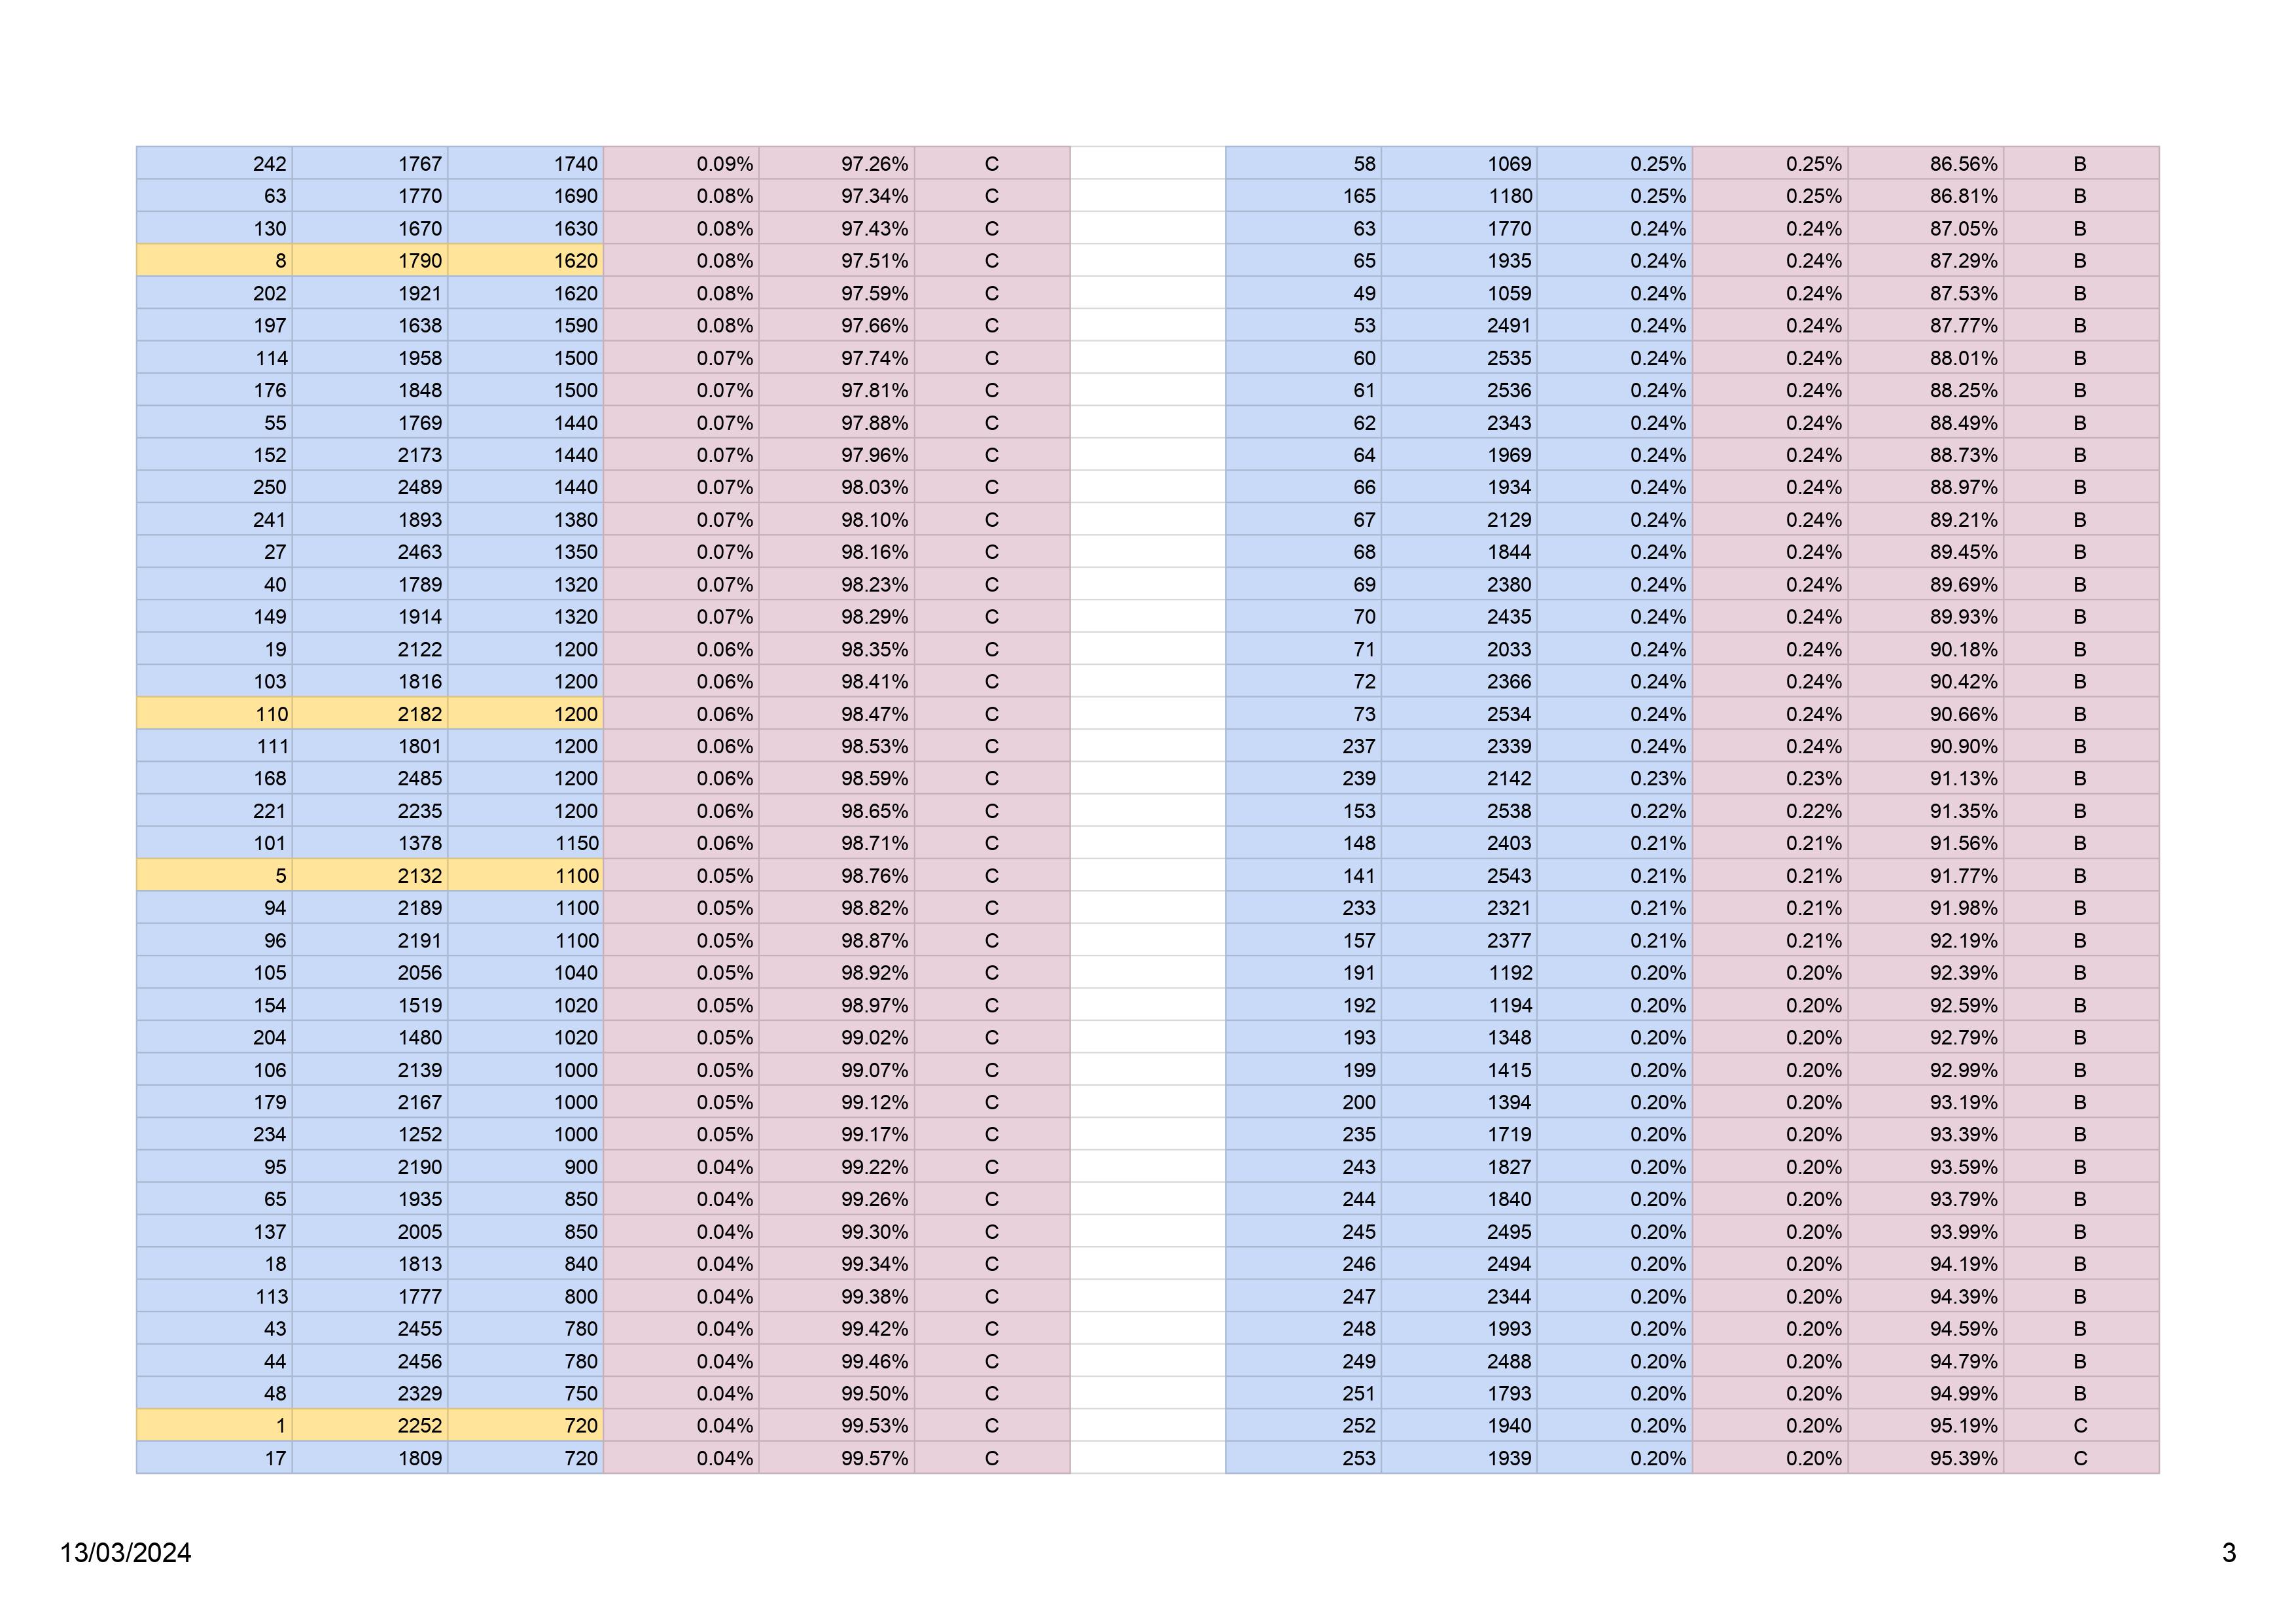 242 1767 1740 0.09% 97.26% C 58 1069 0.25% 0.25% 86.56% B
63 1770 1690 0.08% 97.34% C 165 1180 0.25% 0.25% 86.81% B
130 1670 1630 0.08% 97.43% C 63 1770 0.24% 0.24% 87.05% B
8 1790 1620 0.08% 97.51% C 65 1935 0.24% 0.24% 87.29% B
202 1921 1620 0.08% 97.59% C 49 1059 0.24% 0.24% 87.53% B
197 1638 1590 0.08% 97.66% C 53 2491 0.24% 0.24% 87.77% B
114 1958 1500 0.07% 97.74% C 60 2535 0.24% 0.24% 88.01% B
176 1848 1500 0.07% 97.81% C 61 2536 0.24% 0.24% 88.25% B
55 1769 1440 0.07% 97.88% C 62 2343 0.24% 0.24% 88.49% B
152 2173 1440 0.07% 97.96% C 64 1969 0.24% 0.24% 88.73% B
250 2489 1440 0.07% 98.03% C 66 1934 0.24% 0.24% 88.97% B
241 1893 1380 0.07% 98.10% C 67 2129 0.24% 0.24% 89.21% B
27 2463 1350 0.07% 98.16% C 68 1844 0.24% 0.24% 89.45% B
40 1789 1320 0.07% 98.23% C 69 2380 0.24% 0.24% 89.69% B
149 1914 1320 0.07% 98.29% C 70 2435 0.24% 0.24% 89.93% B
19 2122 1200 0.06% 98.35% C 71 2033 0.24% 0.24% 90.18% B
103 1816 1200 0.06% 98.41% C 72 2366 0.24% 0.24% 90.42% B
110 2182 1200 0.06% 98.47% C 73 2534 0.24% 0.24% 90.66% B
111 1801 1200 0.06% 98.53% C 237 2339 0.24% 0.24% 90.90% B
168 2485 1200 0.06% 98.59% C 239 2142 0.23% 0.23% 91.13% B
221 2235 1200 0.06% 98.65% C 153 2538 0.22% 0.22% 91.35% B
101 1378 1150 0.06% 98.71% C 148 2403 0.21% 0.21% 91.56% B
5 2132 1100 0.05% 98.76% C 141 2543 0.21% 0.21% 91.77% B
94 2189 1100 0.05% 98.82% C 233 2321 0.21% 0.21% 91.98% B
96 2191 1100 0.05% 98.87% C 157 2377 0.21% 0.21% 92.19% B
105 2056 1040 0.05% 98.92% C 191 1192 0.20% 0.20% 92.39% B
154 1519 1020 0.05% 98.97% C 192 1194 0.20% 0.20% 92.59% B
204 1480 1020 0.05% 99.02% C 193 1348 0.20% 0.20% 92.79% B
106 2139 1000 0.05% 99.07% C 199 1415 0.20% 0.20% 92.99% B
179 2167 1000 0.05% 99.12% C 200 1394 0.20% 0.20% 93.19% B
234 1252 1000 0.05% 99.17% C 235 1719 0.20% 0.20% 93.39% B
95 2190 900 0.04% 99.22% C 243 1827 0.20% 0.20% 93.59% B
65 1935 850 0.04% 99.26% C 244 1840 0.20% 0.20% 93.79% B
137 2005 850 0.04% 99.30% C 245 2495 0.20% 0.20% 93.99% B
18 1813 840 0.04% 99.34% C 246 2494 0.20% 0.20% 94.19% B
113 1777 800 0.04% 99.38% C 247 2344 0.20% 0.20% 94.39% B
43 2455 780 0.04% 99.42% C 248 1993 0.20% 0.20% 94.59% B
44 2456 780 0.04% 99.46% C 249 2488 0.20% 0.20% 94.79% B
48 2329 750 0.04% 99.50% C 251 1793 0.20% 0.20% 94.99% B
1 2252 720 0.04% 99.53% C 252 1940 0.20% 0.20% 95.19% C
17 1809 720 0.04% 99.57% C 253 1939 0.20% 0.20% 95.39% C
13/03/2024 3